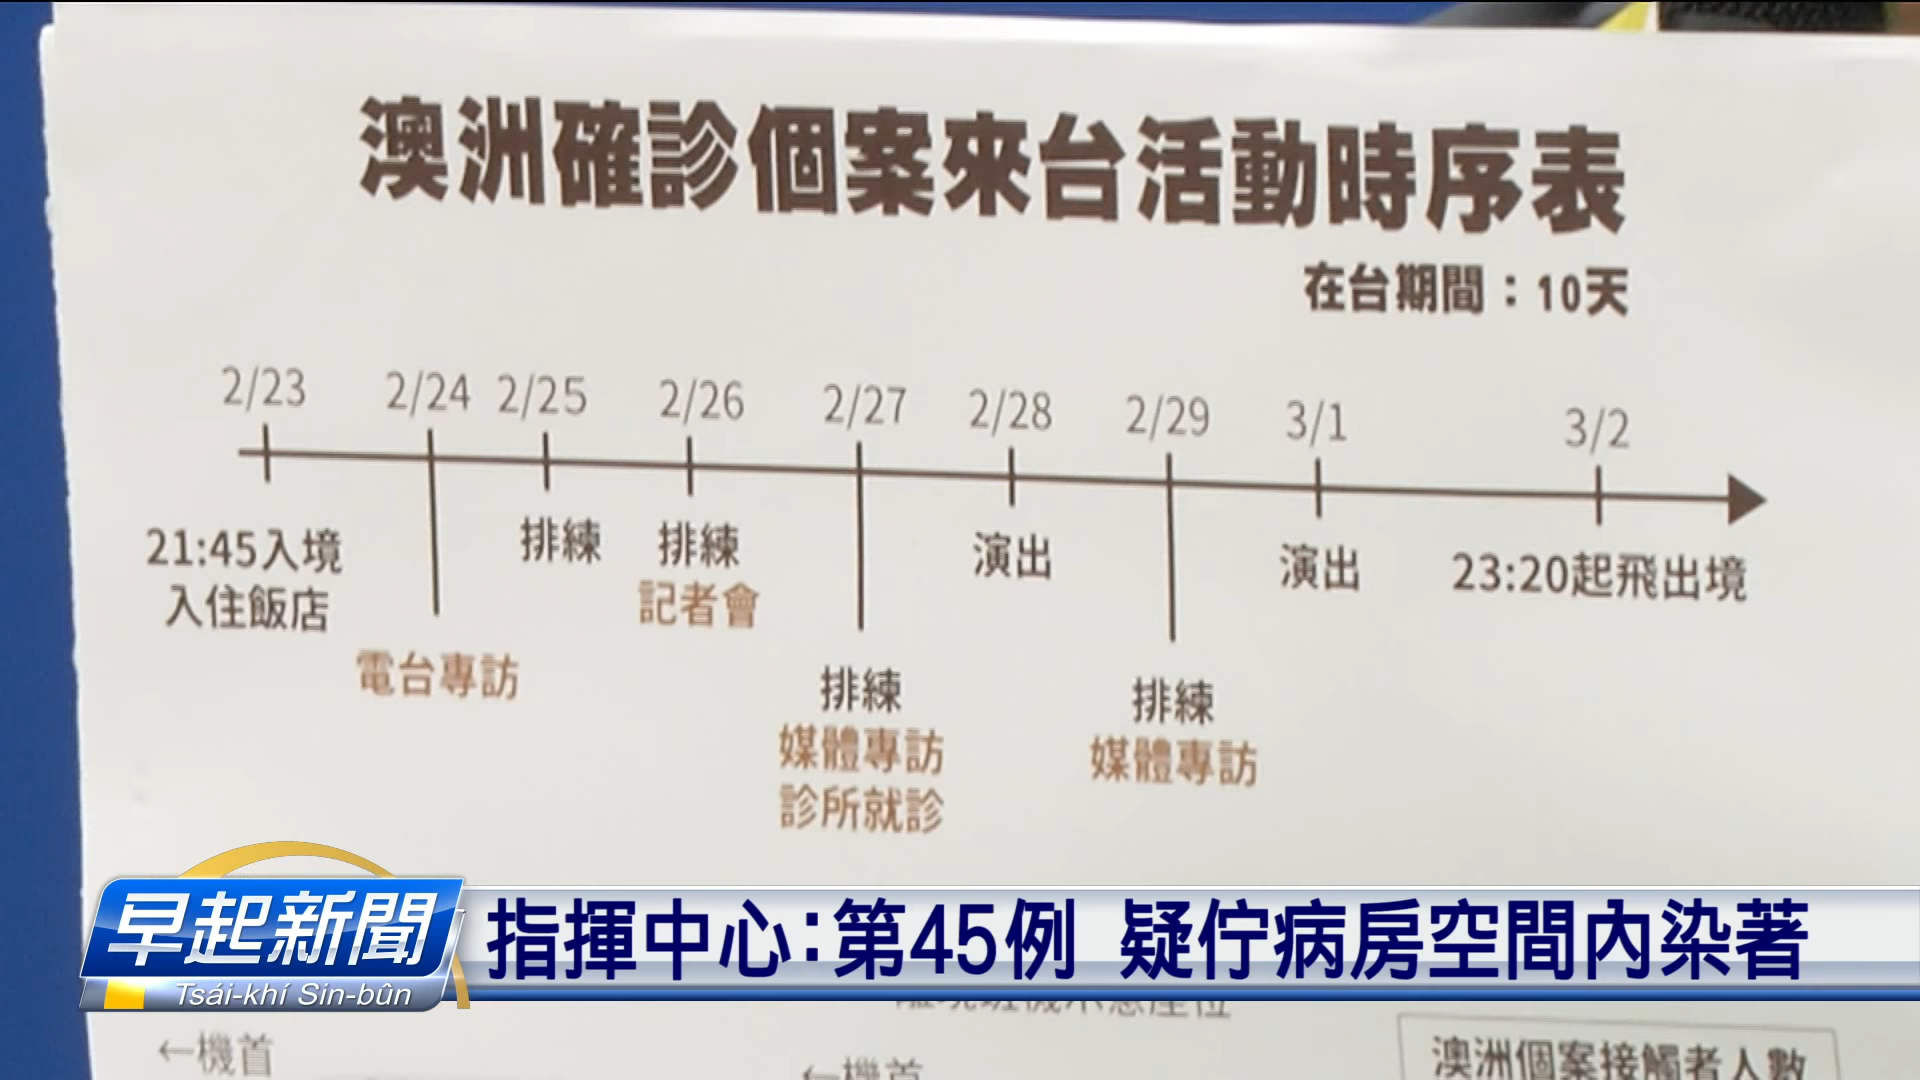 澳洲確診個案來台活動時序表
在台期間：10天
2/23
2/24
2/25
2/26
2/27
2/28
2/29
3/1
3/2
21:45入境
入住飯店
電台專訪
排練
排練
記者會
排練
媒體專訪
診所就診
演出
排練
媒體專訪
演出
23:20起飛出境
早起新聞
Tsái-khí Sin-bûn
指揮中心:第45例 疑佇病房空間內染著
←機首
←機首
澳洲個案接觸者人數